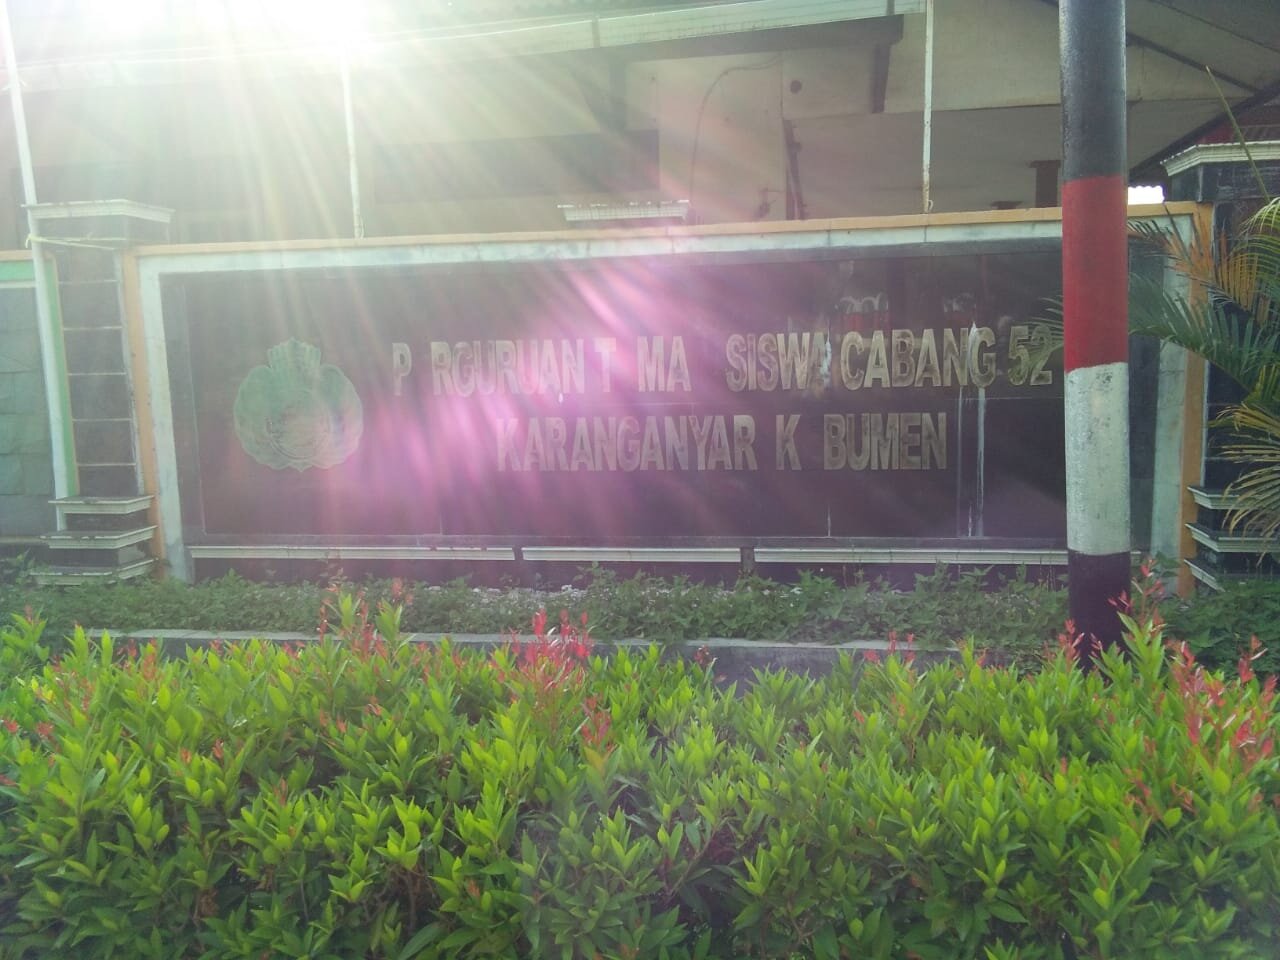 P RGURUAN T MA SISWA CABANG 52
KARANGANYAR K BUMEN